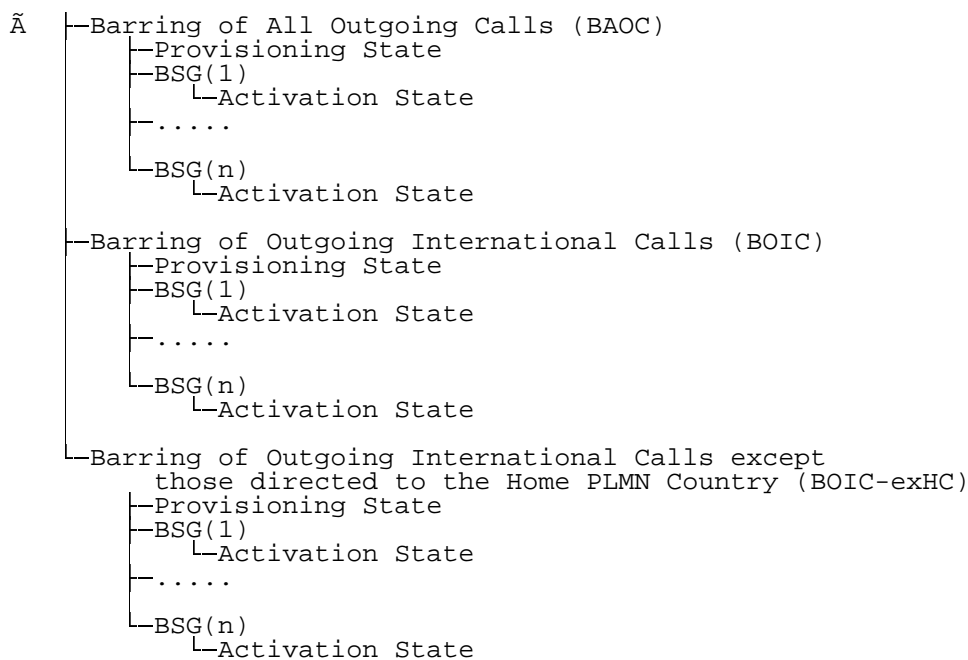 Ã Barring of All Outgoing Calls (BAOC)
Provisioning State
BSG(1)
Activation State
.....
BSG(n)
Activation State
Barring of Outgoing International Calls (BOIC)
Provisioning State
BSG(1)
Activation State
.....
BSG(n)
Activation State
Barring of Outgoing International Calls except
those directed to the Home PLMN Country (BOIC-exHC)
Provisioning State
BSG(1)
Activation State
.....
BSG(n)
Activation State